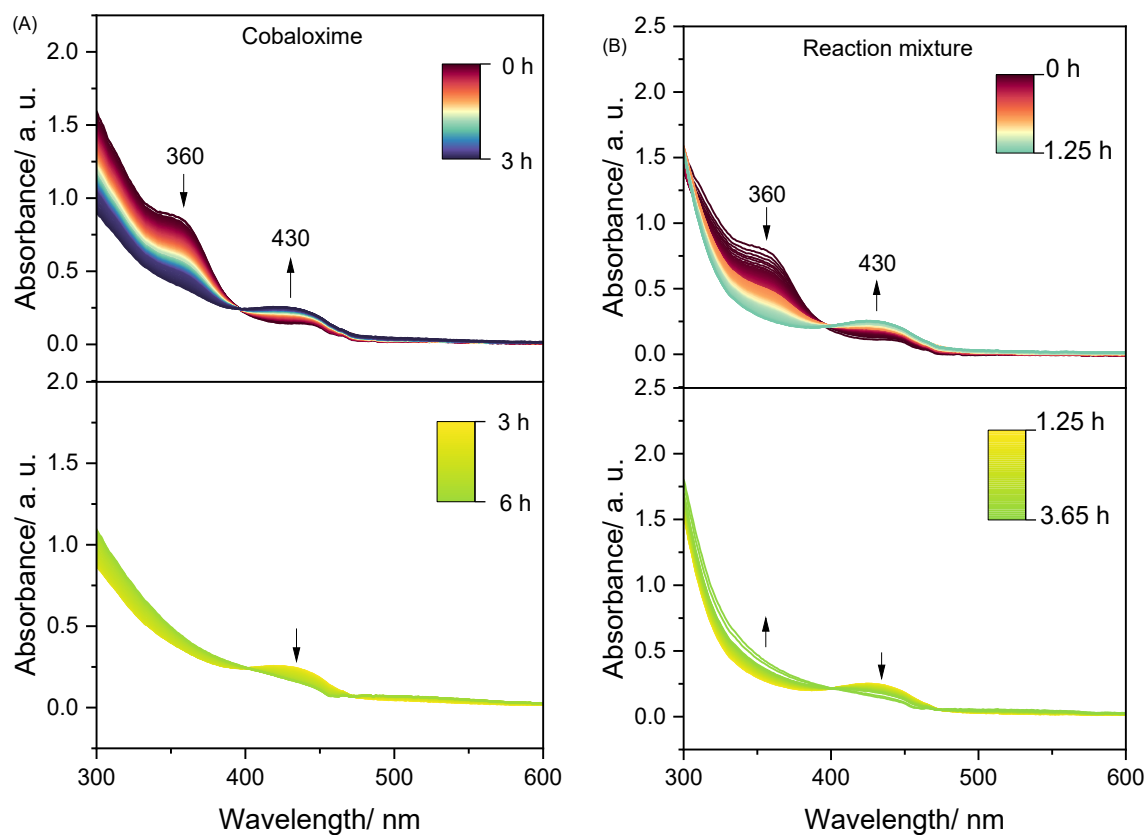 (A)
Cobaloxime
0 h
3 h
360
430
2.0
1.5
1.0
0.5
0.0
Absorbance/ a. u.
3 h
6 h
2.0
1.5
1.0
0.5
0.0
Absorbance/ a. u.
300
400
500
600
Wavelength/ nm
(B)
Reaction mixture
0 h
1.25 h
360
430
2.5
2.0
1.5
1.0
0.5
0.0
Absorbance/ a. u.
1.25 h
3.65 h
2.5
2.0
1.5
1.0
0.5
0.0
Absorbance/ a. u.
300
400
500
600
Wavelength/ nm